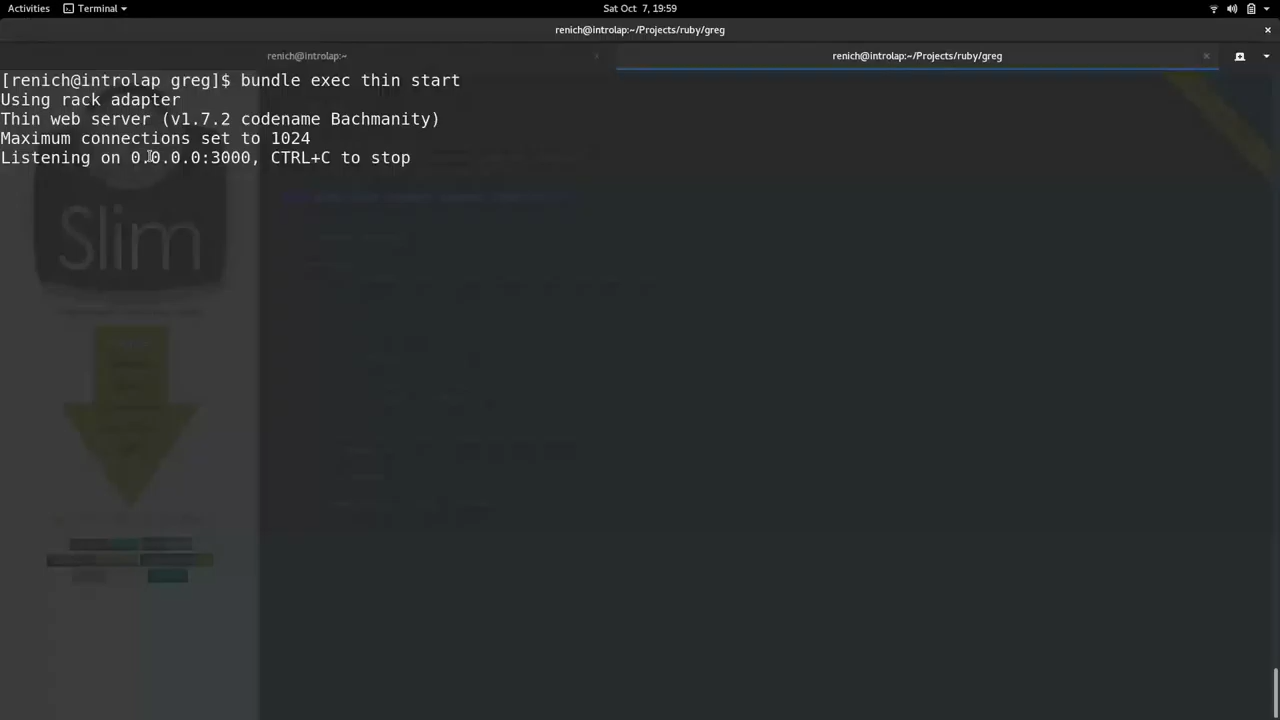 Activities Terminal Sat Oct 7, 19:59
renich@introlap:~/Projects/ruby/greg
renich@introlap:~ renich@introlap:~/Projects/ruby/greg
[renich@introlap greg]$ bundle exec thin start
Using rack adapter
Thin web server (v1.7.2 codename Bachmanity)
Maximum connections set to 1024
Listening on 0.0.0.0:3000, CTRL+C to stop
Slim